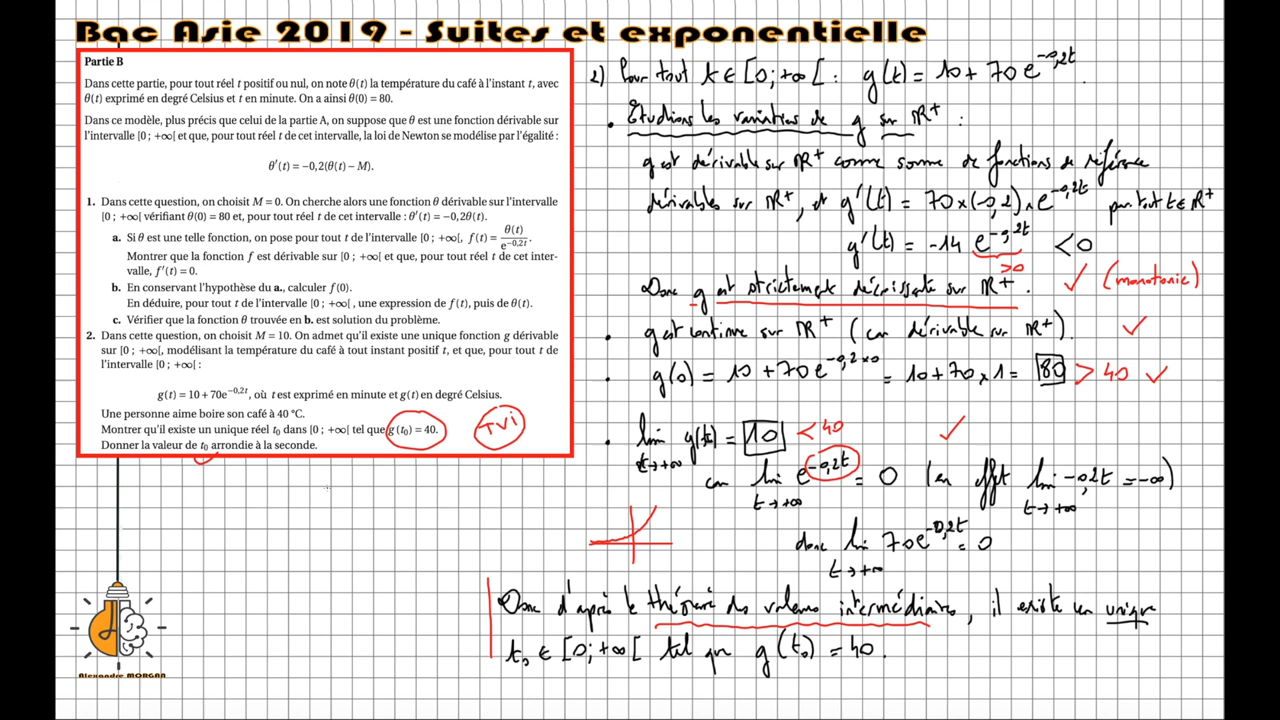 Bac Asie 2019 - Suites et exponentielle
Partie B
Dans cette partie, pour tout réel t positif ou nul, on note θ(t) la température du café à l'instant t, avec
θ(t) exprimé en degré Celsius et t en minute. On a ainsi θ(0) = 80.
Dans ce modèle, plus précis que celui de la partie A, on suppose que θ est une fonction dérivable sur
l'intervalle [0 ; +∞[ et que, pour tout réel t de cet intervalle, la loi de Newton se modélise par l'égalité :
θ′(t) = −0,2(θ(t) − M).
1. Dans cette question, on choisit M = 0. On cherche alors une fonction θ dérivable sur l'intervalle
[0 ; +∞[ vérifiant θ(0) = 80 et, pour tout réel t de cet intervalle : θ′(t) = −0,2θ(t).
a. Si θ est une telle fonction, on pose pour tout t de l'intervalle [0 ; +∞[, f(t) = θ(t)/e^−0,2t.
Montrer que la fonction f est dérivable sur [0 ; +∞[ et que, pour tout réel t de cet inter-
valle, f′(t) = 0.
b. En conservant l'hypothèse du a., calculer f(0).
En déduire, pour tout t de l'intervalle [0 ; +∞[, une expression de f(t), puis de θ(t).
c. Vérifier que la fonction θ trouvée en b. est solution du problème.
2. Dans cette question, on choisit M = 10. On admet qu'il existe une unique fonction g dérivable
sur [0 ; +∞[, modélisant la température du café à tout instant positif t, et que, pour tout t de
l'intervalle [0 ; +∞[ :
g(t) = 10 + 70e^−0,2t, où t est exprimé en minute et g(t) en degré Celsius.
Une personne aime boire son café à 40 °C.
Montrer qu'il existe un unique réel t₀ dans [0 ; +∞[ tel que g(t₀) = 40.
TVI
Donner la valeur de t₀ arrondie à la seconde.
2) Pour tout t ∈ [0; +∞[ : g(t) = 10 + 70 e^−0,2t
• Etudions les variations de g sur ℝ+ :
g est dérivable sur ℝ+ comme somme de fonctions de référence
dérivables sur ℝ+, et g'(t) = 70 × (−0,2) × e^−0,2t pour tout t ∈ ℝ+
g'(t) = −14 e^−0,2t < 0
>0
Donc g est strictement décroissante sur ℝ+. ✓ (monotonie)
• g est continue sur ℝ+ (car dérivable sur ℝ+). ✓
• g(0) = 10 + 70e^−0,2×0 = 10 + 70 × 1 = 80 > 40 ✓
• lim g(t) = 10 < 40 ✓
t→+∞
car lim e^−0,2t = 0 (en effet lim −0,2t = −∞)
t→+∞ t→+∞
donc lim 70e^−0,2t = 0
t→+∞
Donc d'après le théorème des valeurs intermédiaires, il existe un unique
t₀ ∈ [0; +∞[ tel que g(t₀) = 40.
Alexandre MORGAN